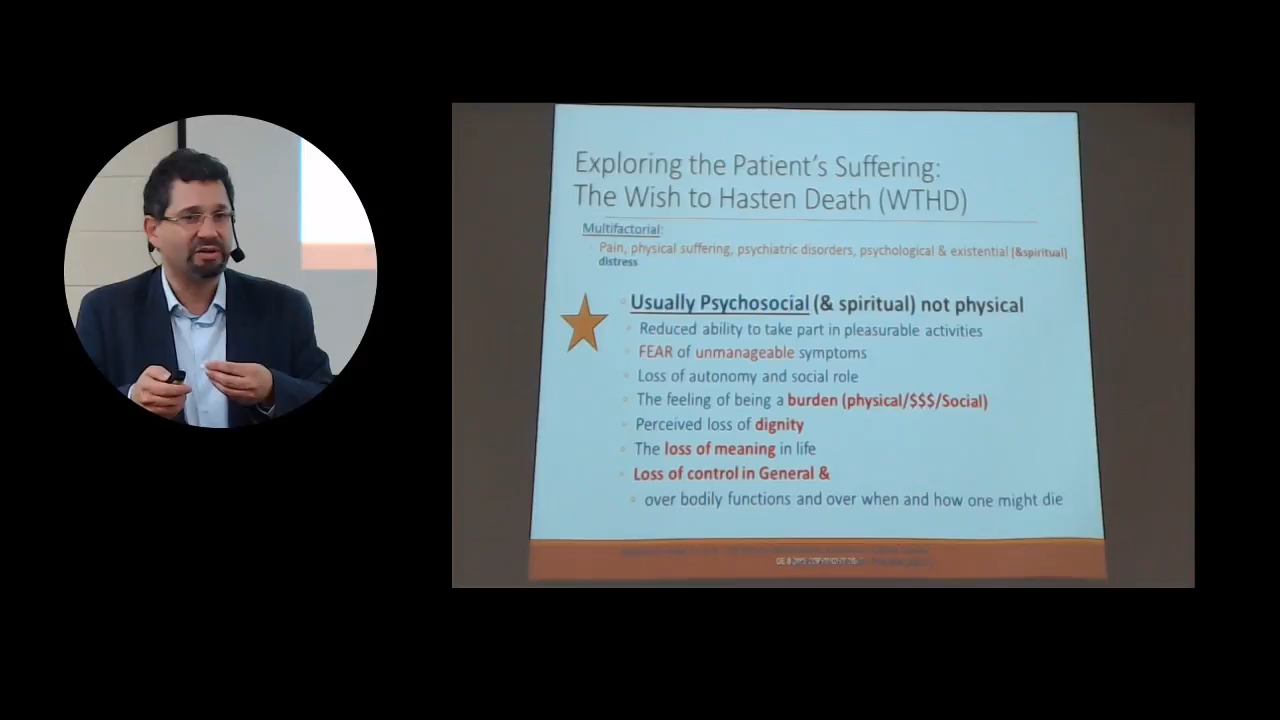 Exploring the Patient's Suffering:
The Wish to Hasten Death (WTHD)
Multifactorial:
Pain, physical suffering, psychiatric disorders, psychological & existential [&spiritual]
distress
Usually Psychosocial (& spiritual) not physical
Reduced ability to take part in pleasurable activities
FEAR of unmanageable symptoms
Loss of autonomy and social role
The feeling of being a burden (physical/$$$/Social)
Perceived loss of dignity
The loss of meaning in life
Loss of control in General &
over bodily functions and over when and how one might die